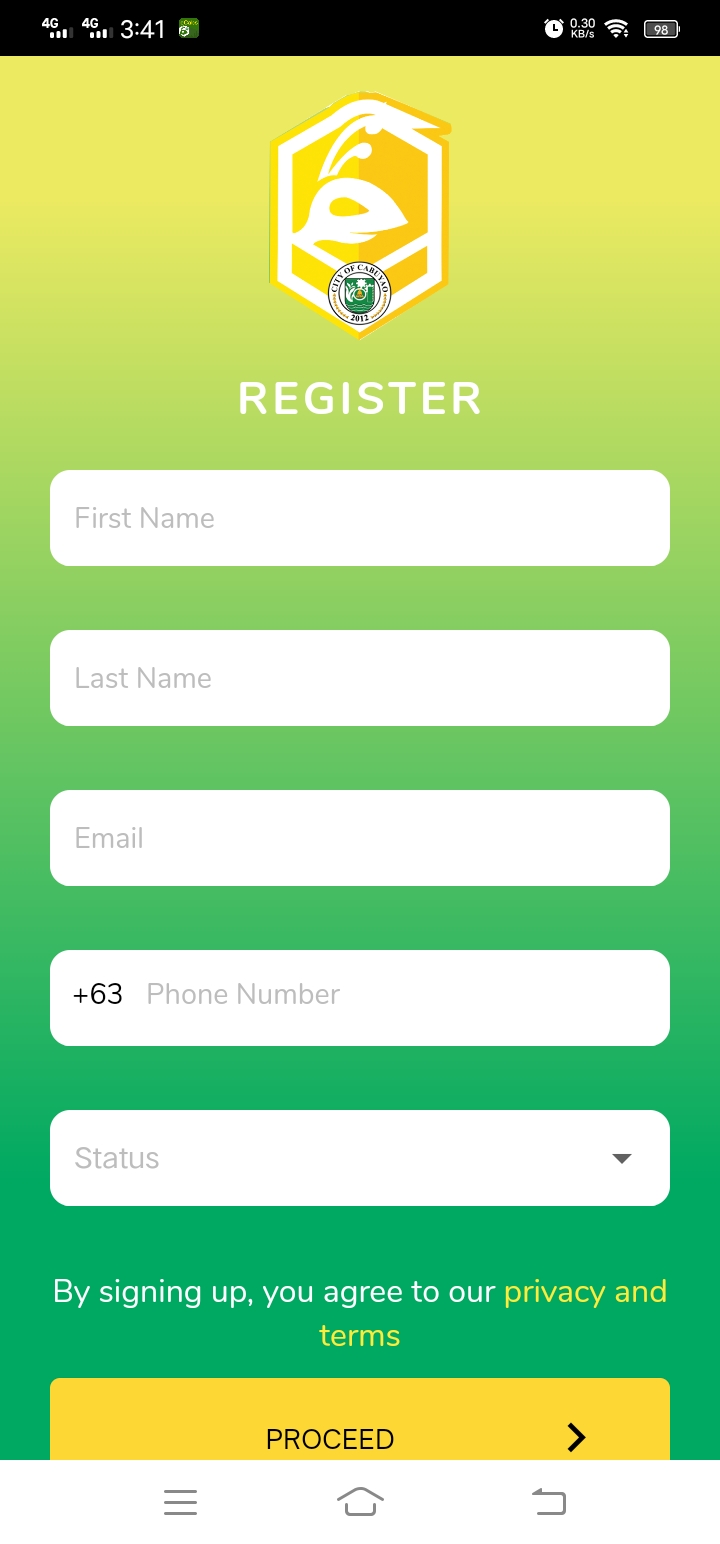 4G 4G 3:41 0.30 KB/s 98
CITY OF CABUYAO
2012
REGISTER
First Name
Last Name
Email
+63 Phone Number
Status
By signing up, you agree to our privacy and
terms
PROCEED